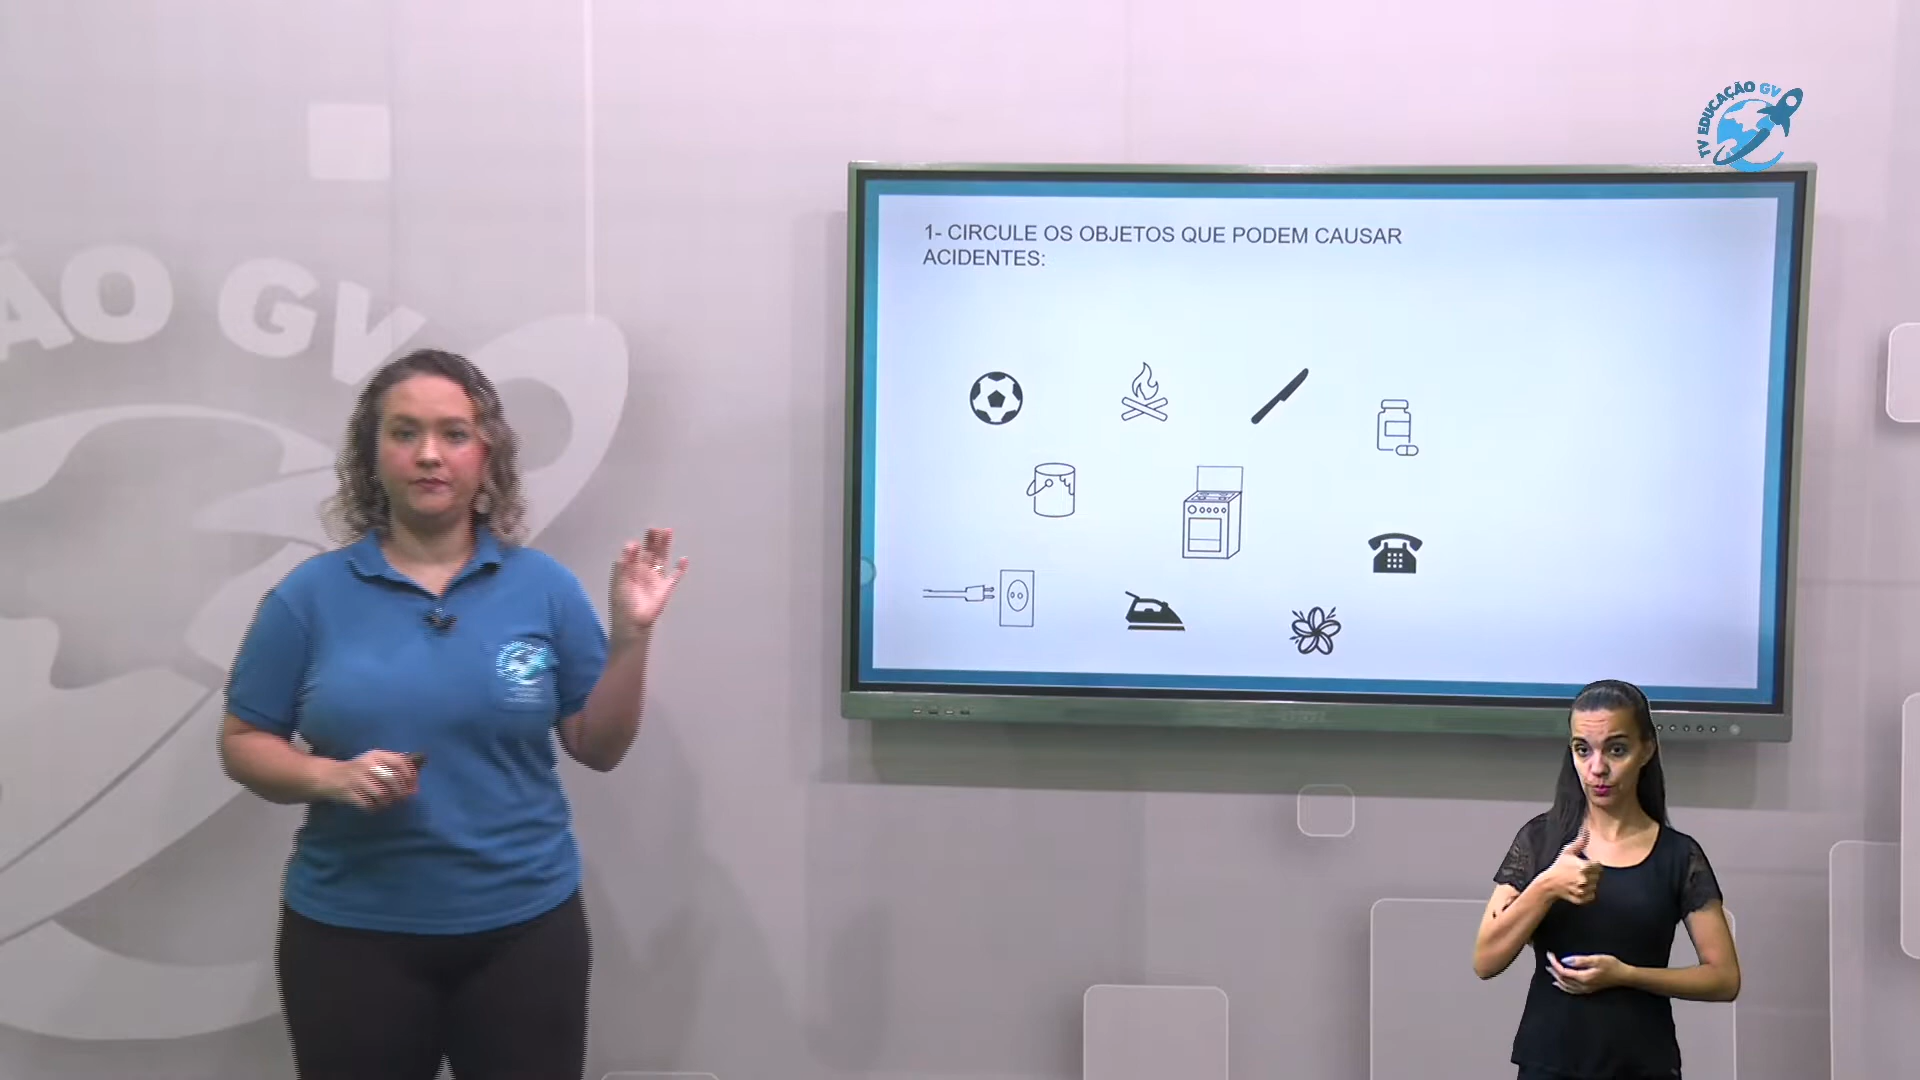 TV EDUCAÇÃO GV
1- CIRCULE OS OBJETOS QUE PODEM CAUSAR
ACIDENTES:
ÃO GV